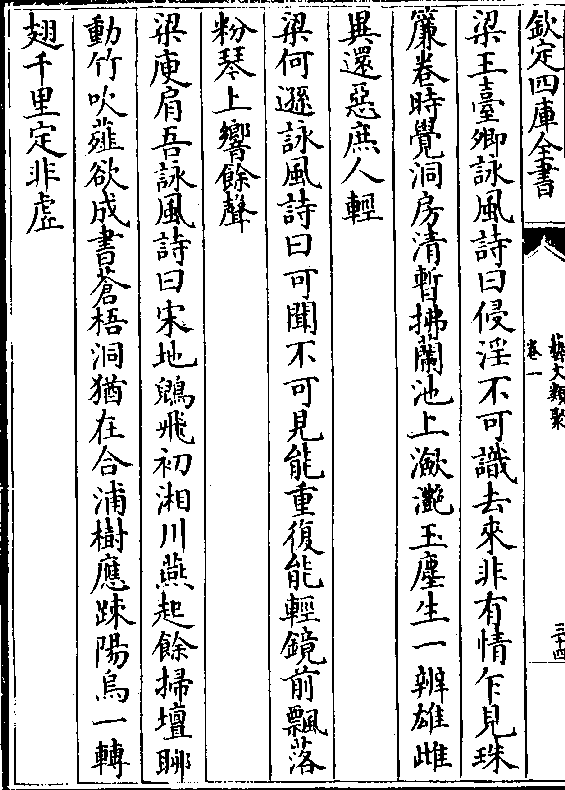 欽定四庫全書
藝文類聚
卷一
三十四
梁王臺卿詠風詩曰侵淫不可識去來非有情乍見珠
簾卷時覺洞房清暫拂蘭池上瀲灧玉塵生一辨雄雌
異還惡庶人輕
梁何遜詠風詩曰可聞不可見能重復能輕鏡前飄落
粉琴上響餘聲
梁庾肩吾詠風詩曰宋地鷁飛初湘川燕起餘掃壇聊
動竹吹薤欲成書蒼梧洞猶在合浦樹應踈陽烏一轉
翅千里定非虛